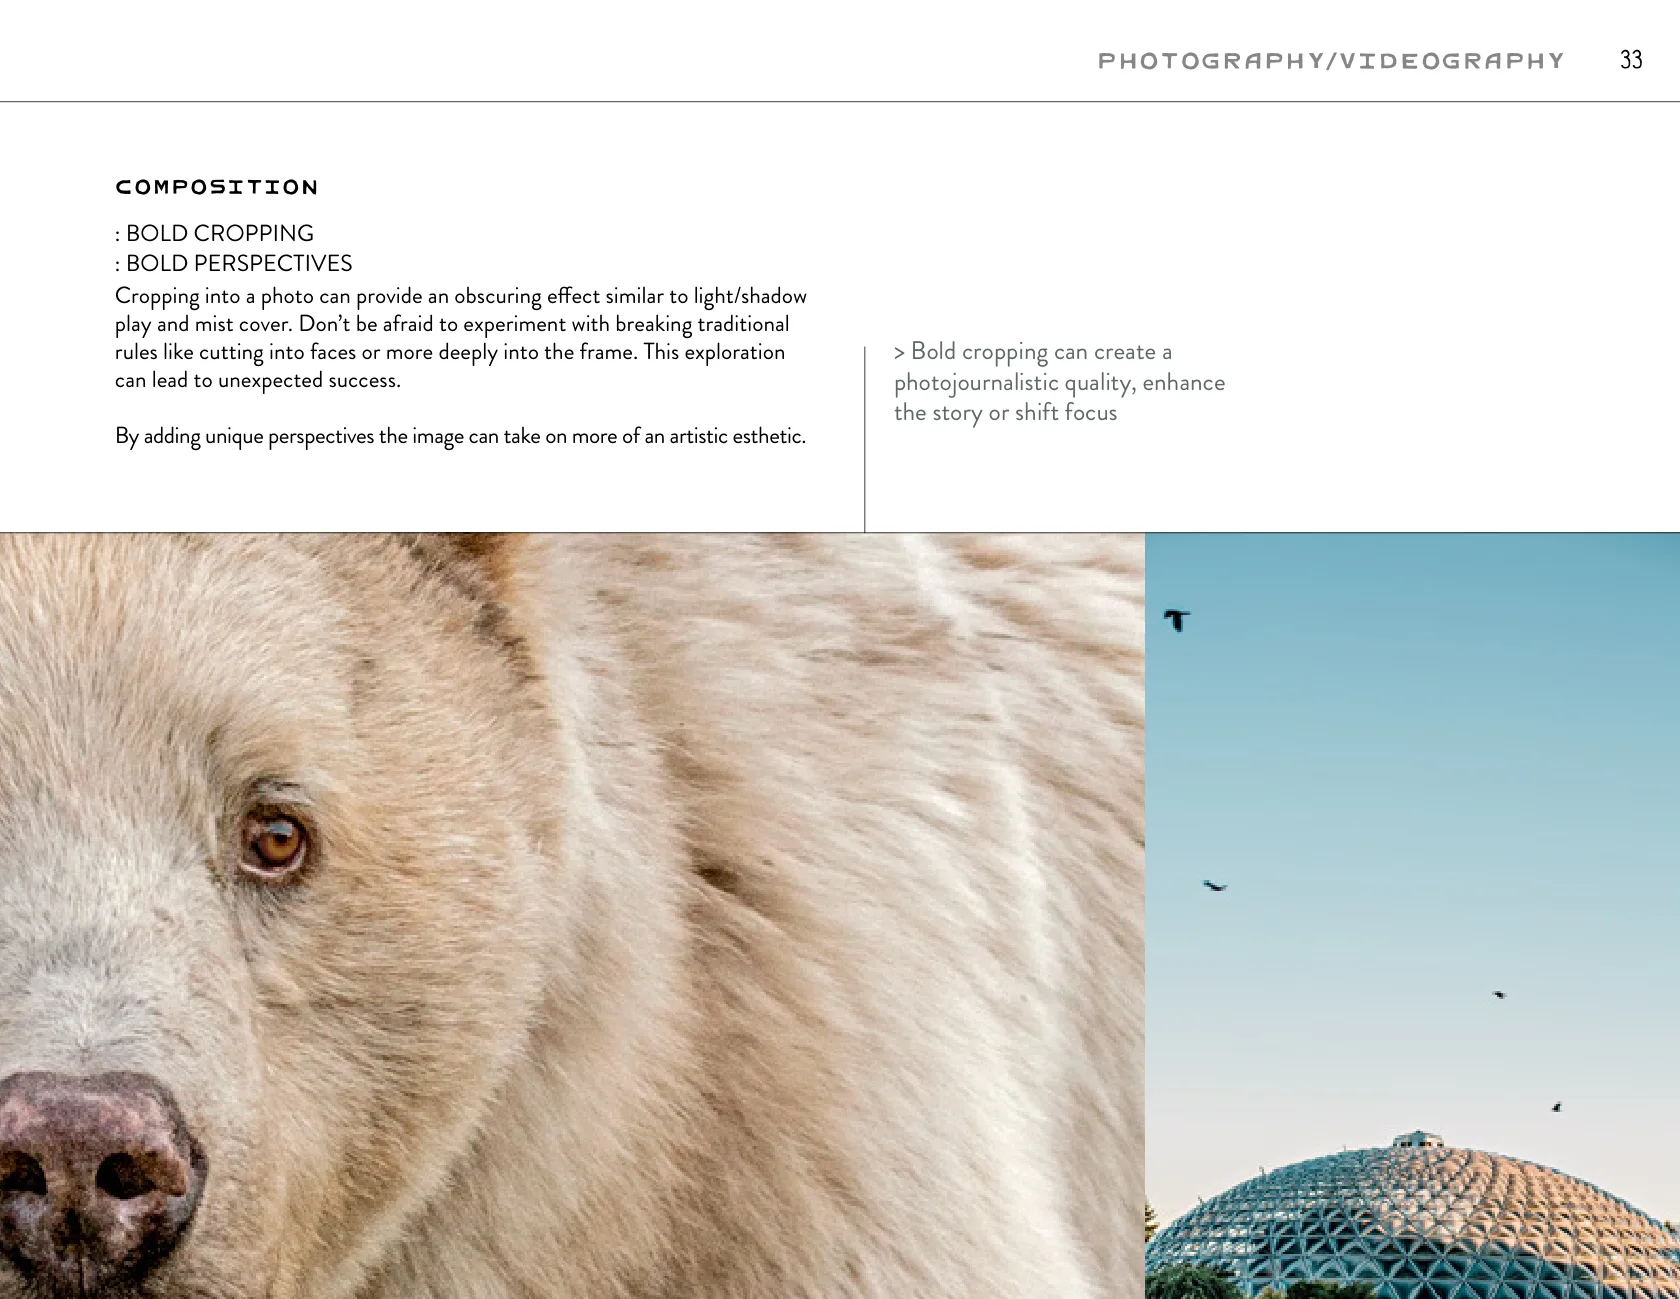 PHOTOGRAPHY/VIDEOGRAPHY 33
COMPOSITION
: BOLD CROPPING
: BOLD PERSPECTIVES
Cropping into a photo can provide an obscuring effect similar to light/shadow
play and mist cover. Don’t be afraid to experiment with breaking traditional
rules like cutting into faces or more deeply into the frame. This exploration
can lead to unexpected success.
By adding unique perspectives the image can take on more of an artistic esthetic.
> Bold cropping can create a
photojournalistic quality, enhance
the story or shift focus